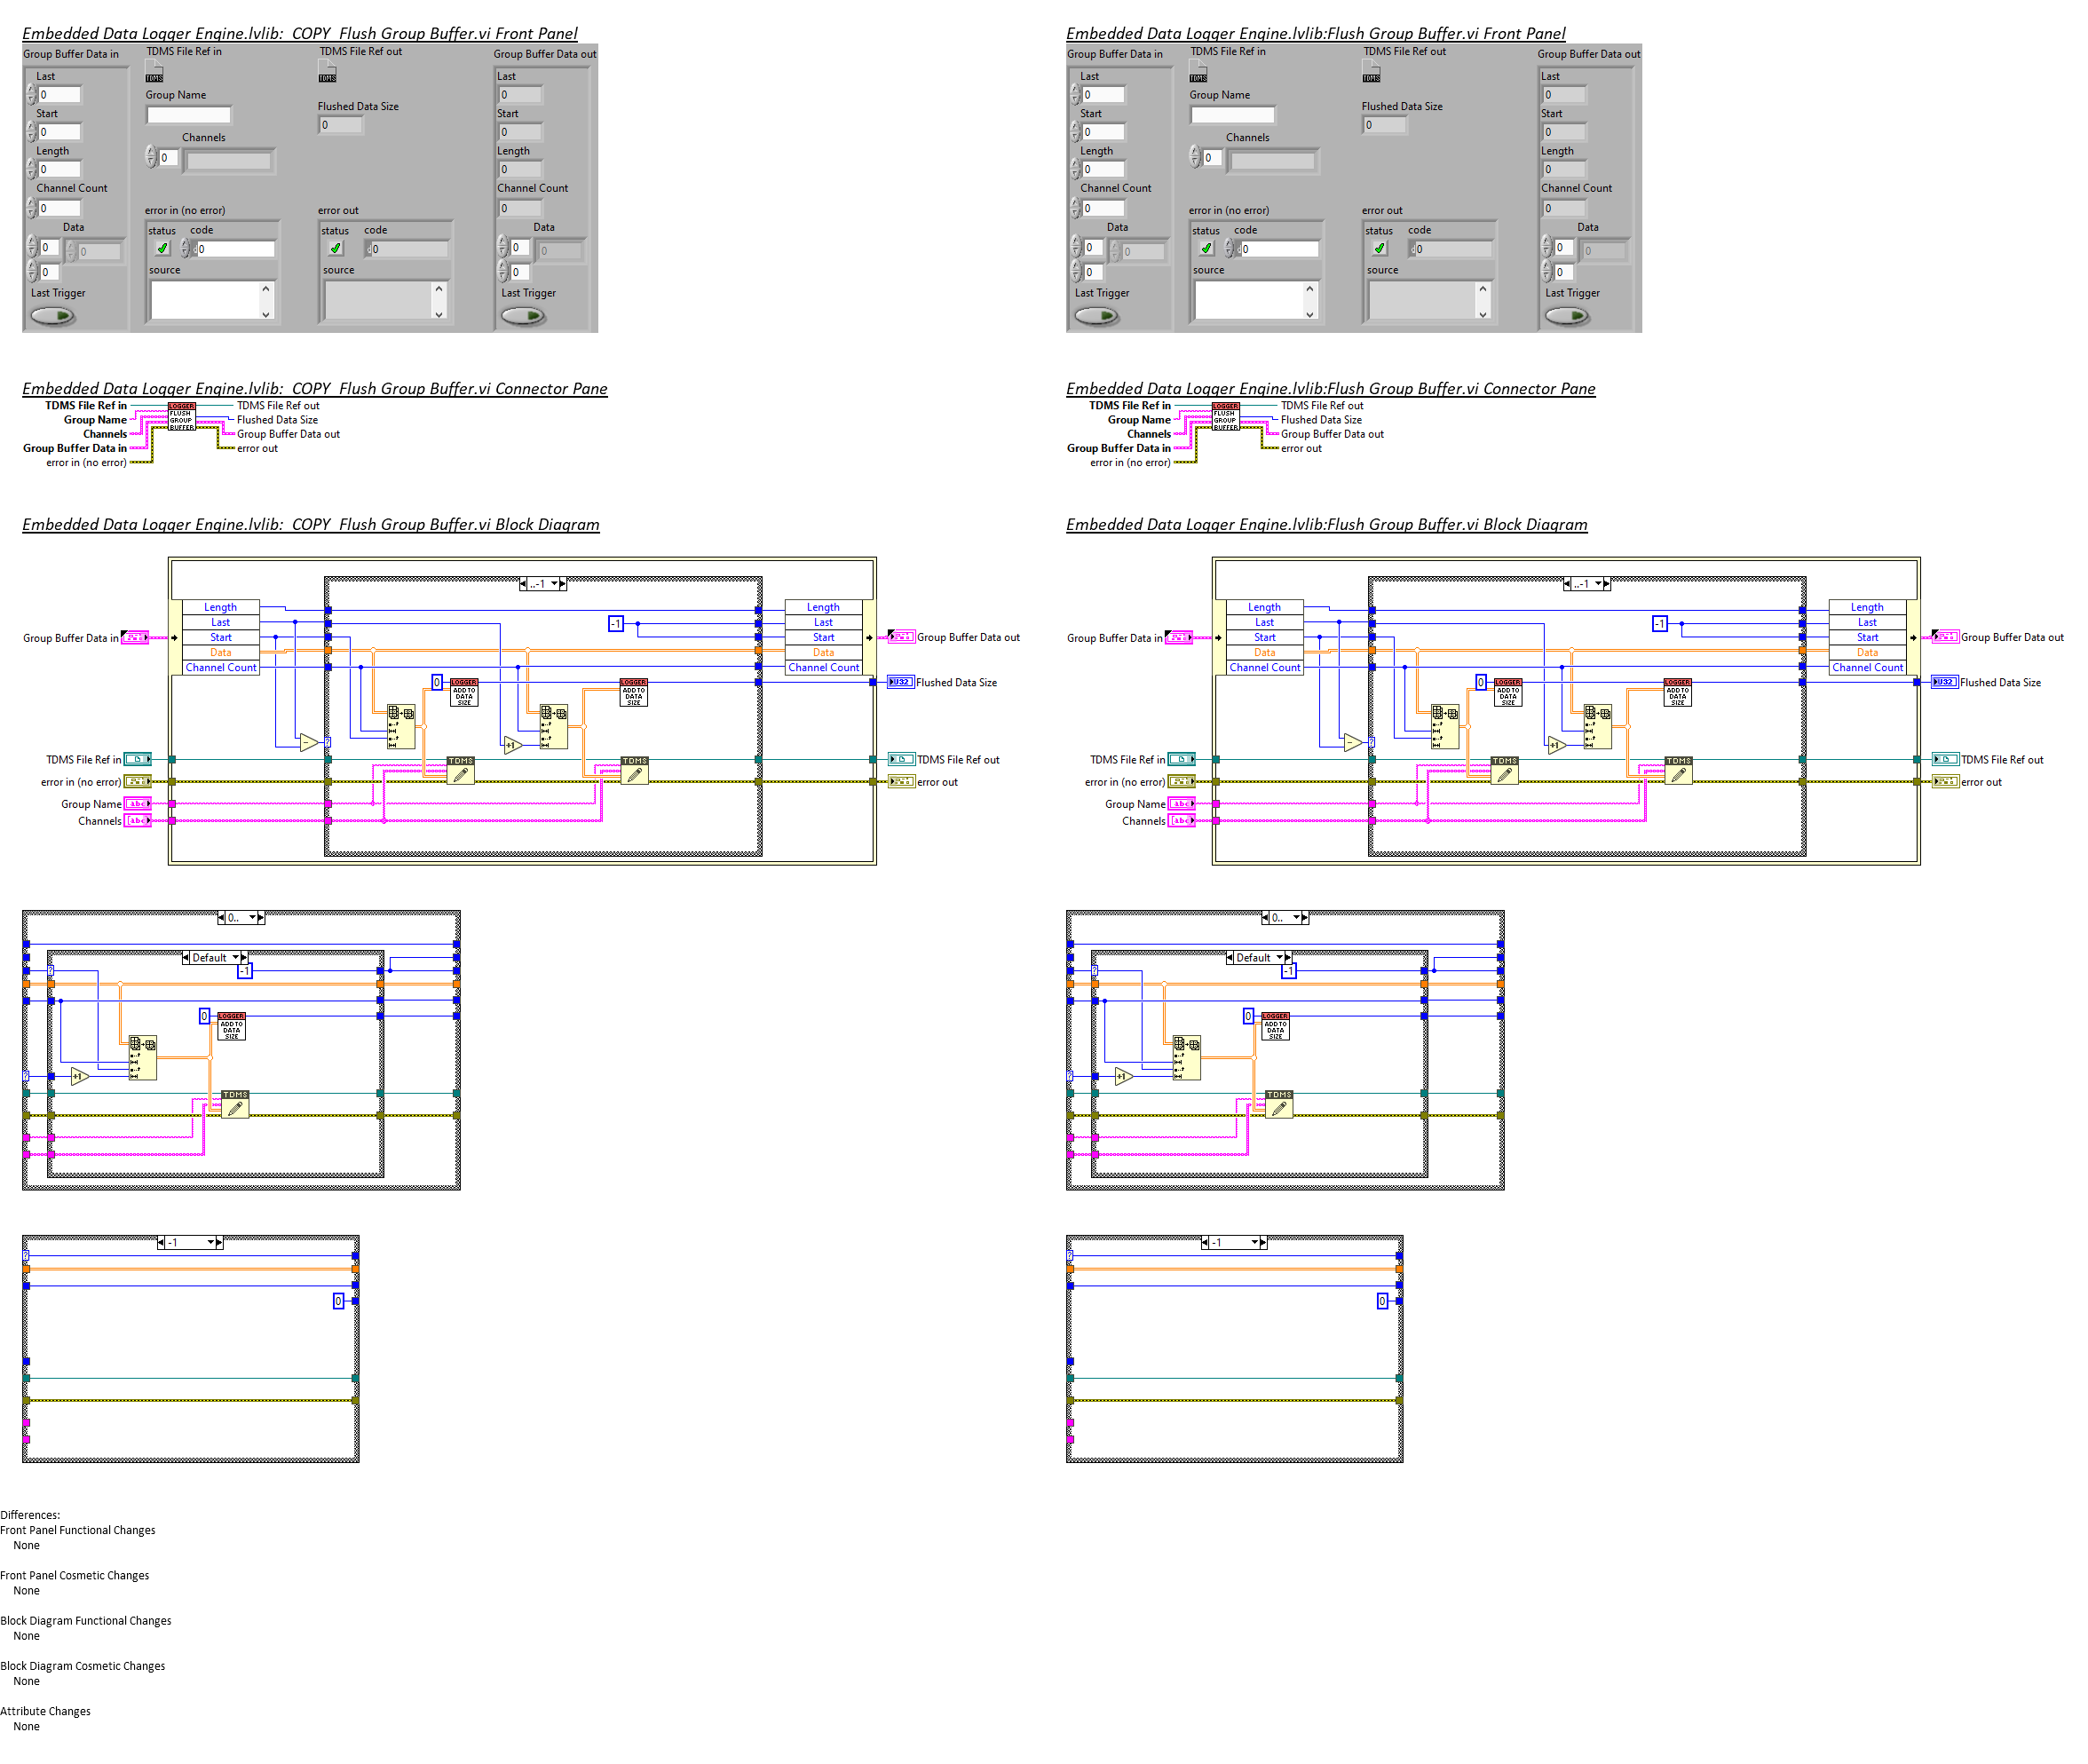 Embedded Data Logger Engine.lvlib:  COPY  Flush Group Buffer.vi Front Panel
Group Buffer Data in
TDMS File Ref in
TDMS File Ref out
Group Buffer Data out
Last
TDMS
TDMS
Last
0
Group Name
0
Start
Flushed Data Size
Start
0
0
0
Length
Channels
Length
0
0
0
Channel Count
Channel Count
0
0
error in (no error)
error out
Data
status
code
status
code
Data
0
0
0
0
0
0
0
source
source
0
Last Trigger
Last Trigger
Embedded Data Logger Engine.lvlib:Flush Group Buffer.vi Front Panel
Group Buffer Data in
TDMS File Ref in
TDMS File Ref out
Group Buffer Data out
Last
TDMS
TDMS
Last
0
Group Name
0
Start
Flushed Data Size
Start
0
0
0
Length
Channels
Length
0
0
0
Channel Count
Channel Count
0
0
error in (no error)
error out
Data
status
code
status
code
Data
0
0
0
0
0
0
0
source
source
0
Last Trigger
Last Trigger
Embedded Data Logger Engine.lvlib:  COPY  Flush Group Buffer.vi Connector Pane
TDMS File Ref in
Group Name
Channels
Group Buffer Data in
error in (no error)
LOGGER
FLUSH
GROUP
BUFFER
TDMS File Ref out
Flushed Data Size
Group Buffer Data out
error out
Embedded Data Logger Engine.lvlib:Flush Group Buffer.vi Connector Pane
TDMS File Ref in
Group Name
Channels
Group Buffer Data in
error in (no error)
LOGGER
FLUSH
GROUP
BUFFER
TDMS File Ref out
Flushed Data Size
Group Buffer Data out
error out
Embedded Data Logger Engine.lvlib:  COPY  Flush Group Buffer.vi Block Diagram
..-1
Length
Last
Start
Data
Channel Count
-1
Length
Last
Start
Data
Channel Count
Group Buffer Data in
Group Buffer Data out
0
LOGGER
ADD TO
DATA
SIZE
LOGGER
ADD TO
DATA
SIZE
U32
Flushed Data Size
+1
?
TDMS File Ref in
TDMS
TDMS
TDMS File Ref out
error in (no error)
error out
Group Name
abc
Channels
[abc]
Embedded Data Logger Engine.lvlib:Flush Group Buffer.vi Block Diagram
..-1
Length
Last
Start
Data
Channel Count
-1
Length
Last
Start
Data
Channel Count
Group Buffer Data in
Group Buffer Data out
0
LOGGER
ADD TO
DATA
SIZE
LOGGER
ADD TO
DATA
SIZE
U32
Flushed Data Size
+1
?
TDMS File Ref in
TDMS
TDMS
TDMS File Ref out
error in (no error)
error out
Group Name
abc
Channels
[abc]
0..
Default
?
-1
0
LOGGER
ADD TO
DATA
SIZE
?
+1
TDMS
0..
Default
?
-1
0
LOGGER
ADD TO
DATA
SIZE
?
+1
TDMS
-1
?
0
-1
?
0
Differences:
Front Panel Functional Changes
None
Front Panel Cosmetic Changes
None
Block Diagram Functional Changes
None
Block Diagram Cosmetic Changes
None
Attribute Changes
None